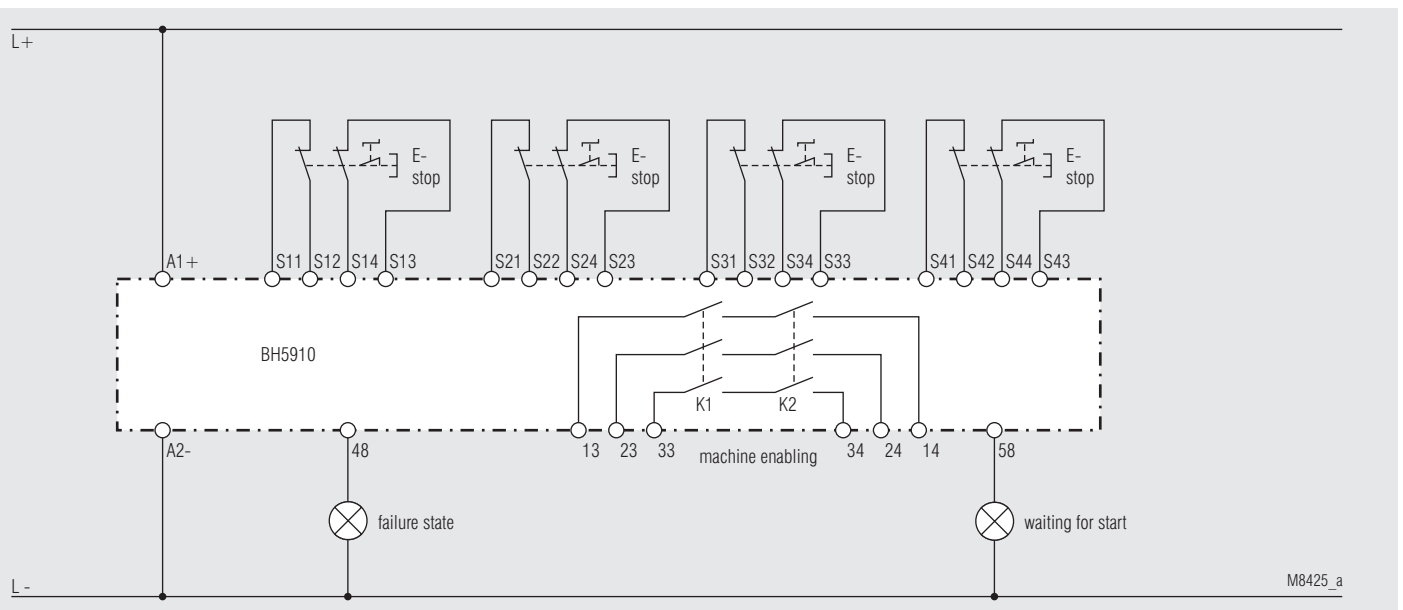 L+
E-
stop
E-
stop
E-
stop
E-
stop
A1+
S11
S12
S14
S13
S21
S22
S24
S23
S31
S32
S34
S33
S41
S42
S44
S43
BH5910
K1
K2
A2-
48
13
23
33
machine enabling
34
24
14
58
failure state
waiting for start
L -
M8425_a